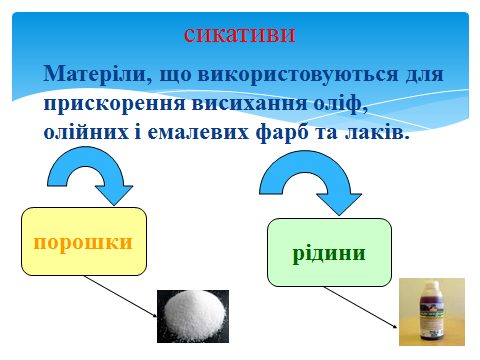 сикативи
Матеріли, що використовуються для
прискорення висихання оліф,
олійних і емалевих фарб та лаків.
порошки
рідини